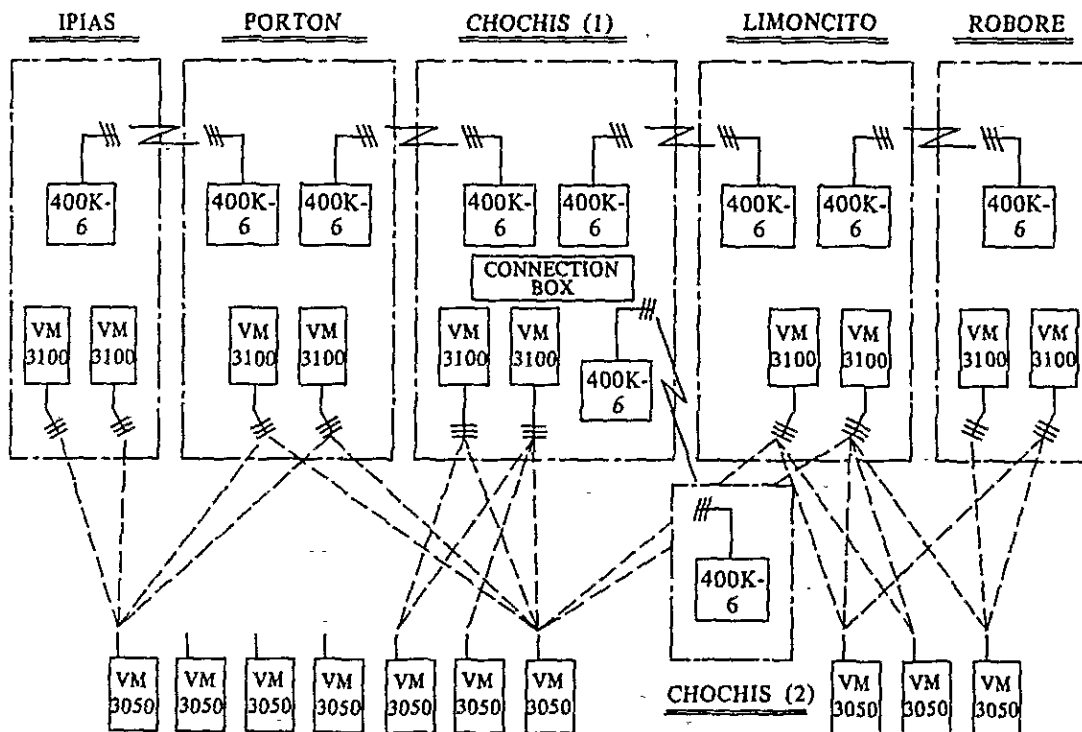 IPIAS PORTON CHOCHIS (1) LIMONCITO ROBORE
400K-6 400K-6 400K-6 400K-6 400K-6 400K-6 400K-6 400K-6
CONNECTION
BOX
VM 3100 VM 3100 VM 3100 VM 3100 VM 3100 VM 3100 VM 3100 VM 3100 VM 3100 VM 3100
400K-6
400K-6
VM 3050 VM 3050 VM 3050 VM 3050 VM 3050 VM 3050 VM 3050 VM 3050 VM 3050 VM 3050
CHOCHIS (2)